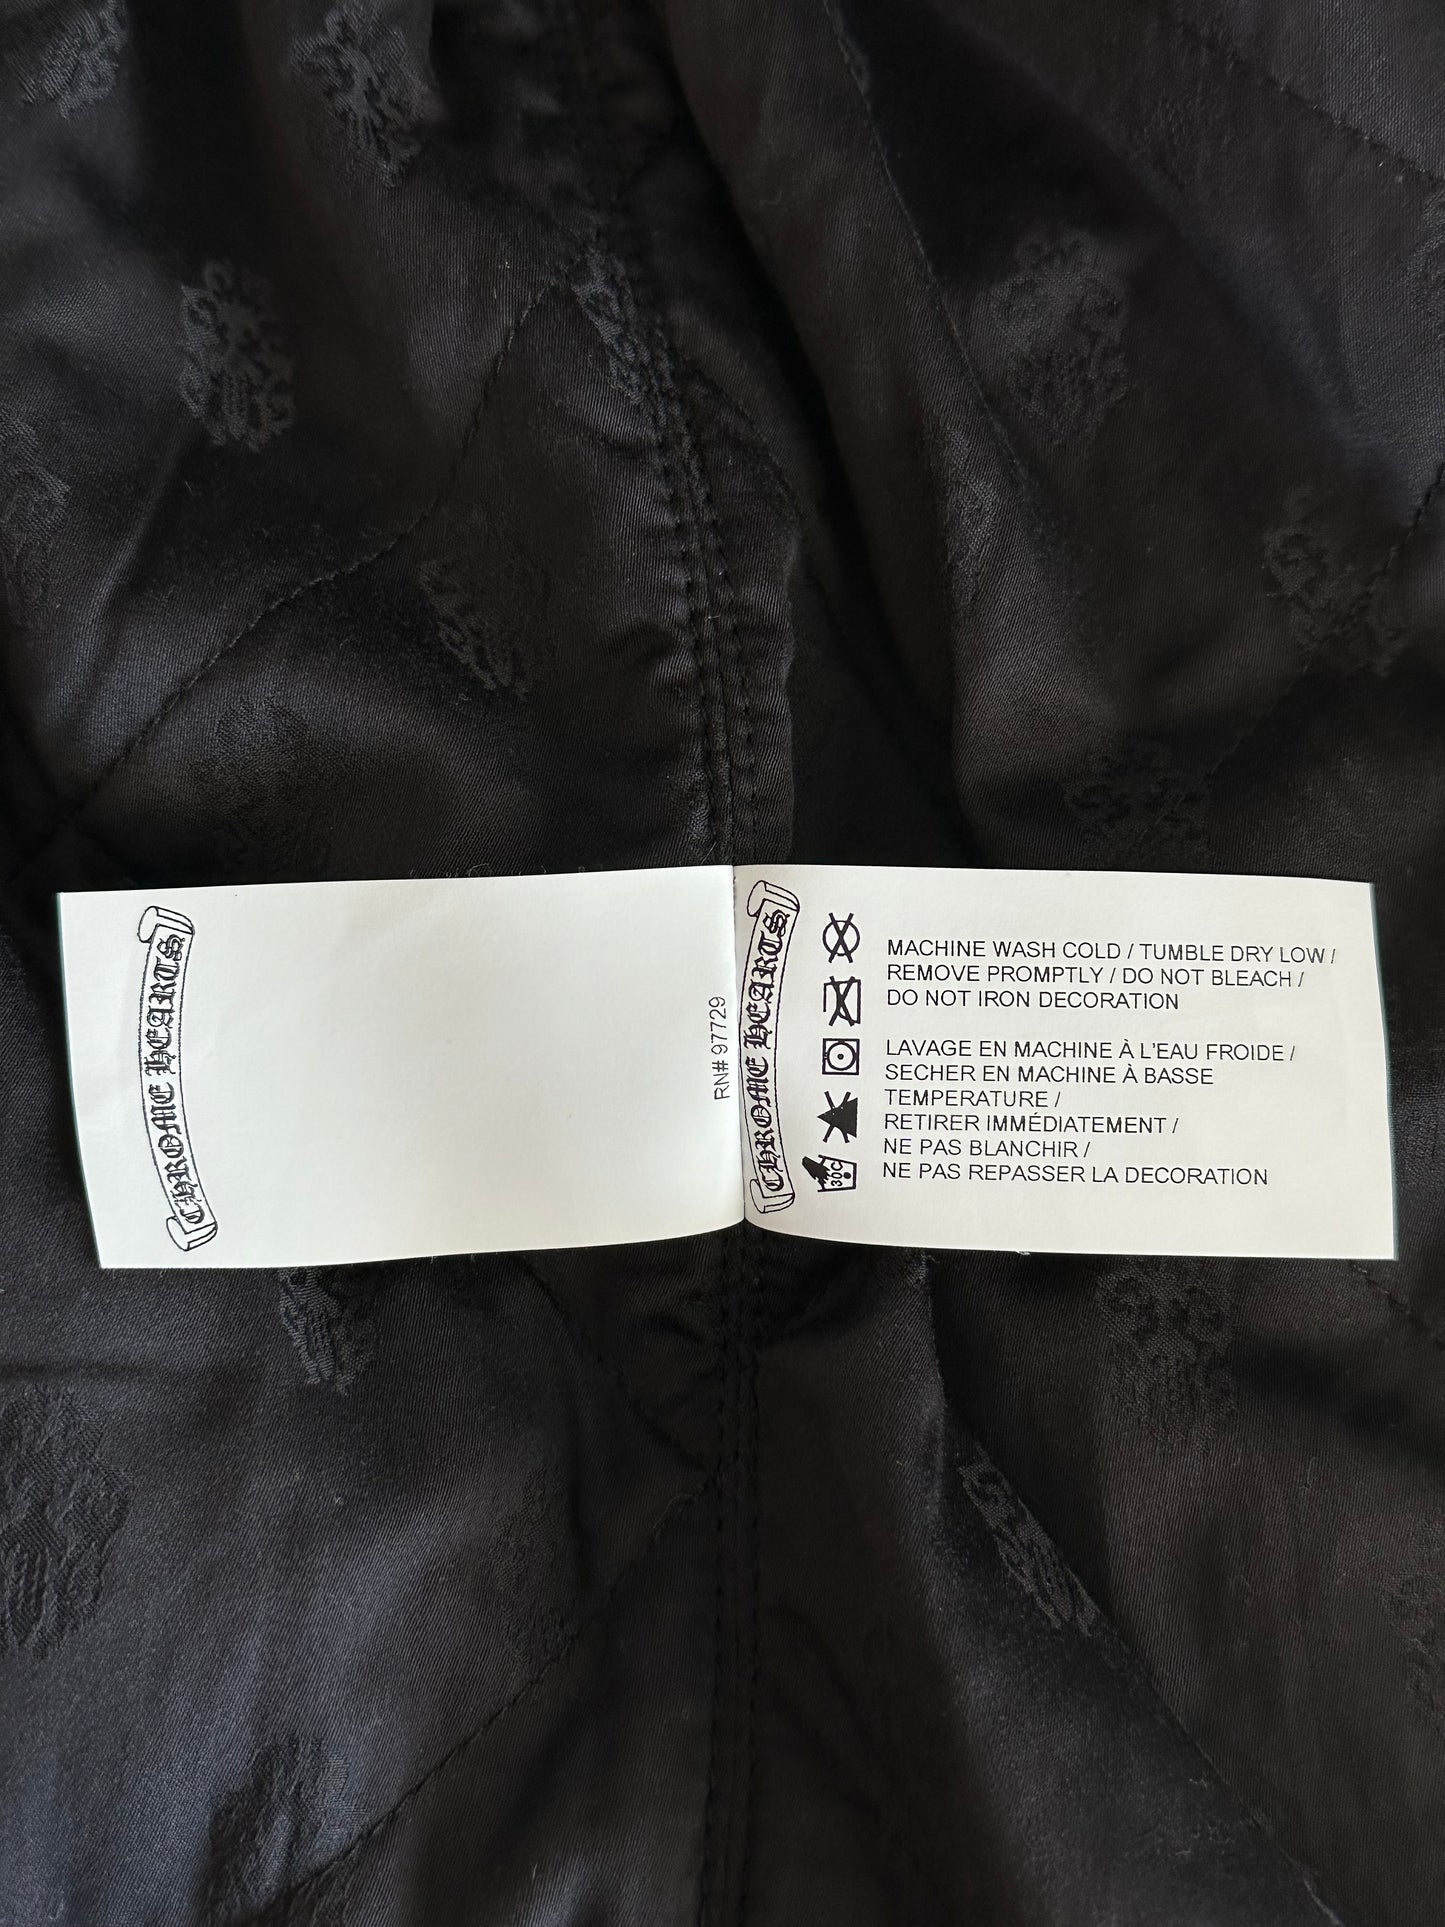 CHROME HEARTS
RN# 97729
CHROME HEARTS
MACHINE WASH COLD / TUMBLE DRY LOW /
REMOVE PROMPTLY / DO NOT BLEACH /
DO NOT IRON DECORATION
LAVAGE EN MACHINE À L'EAU FROIDE /
SECHER EN MACHINE À BASSE
TEMPERATURE /
RETIRER IMMÉDIATEMENT /
NE PAS BLANCHIR /
NE PAS REPASSER LA DECORATION
30C